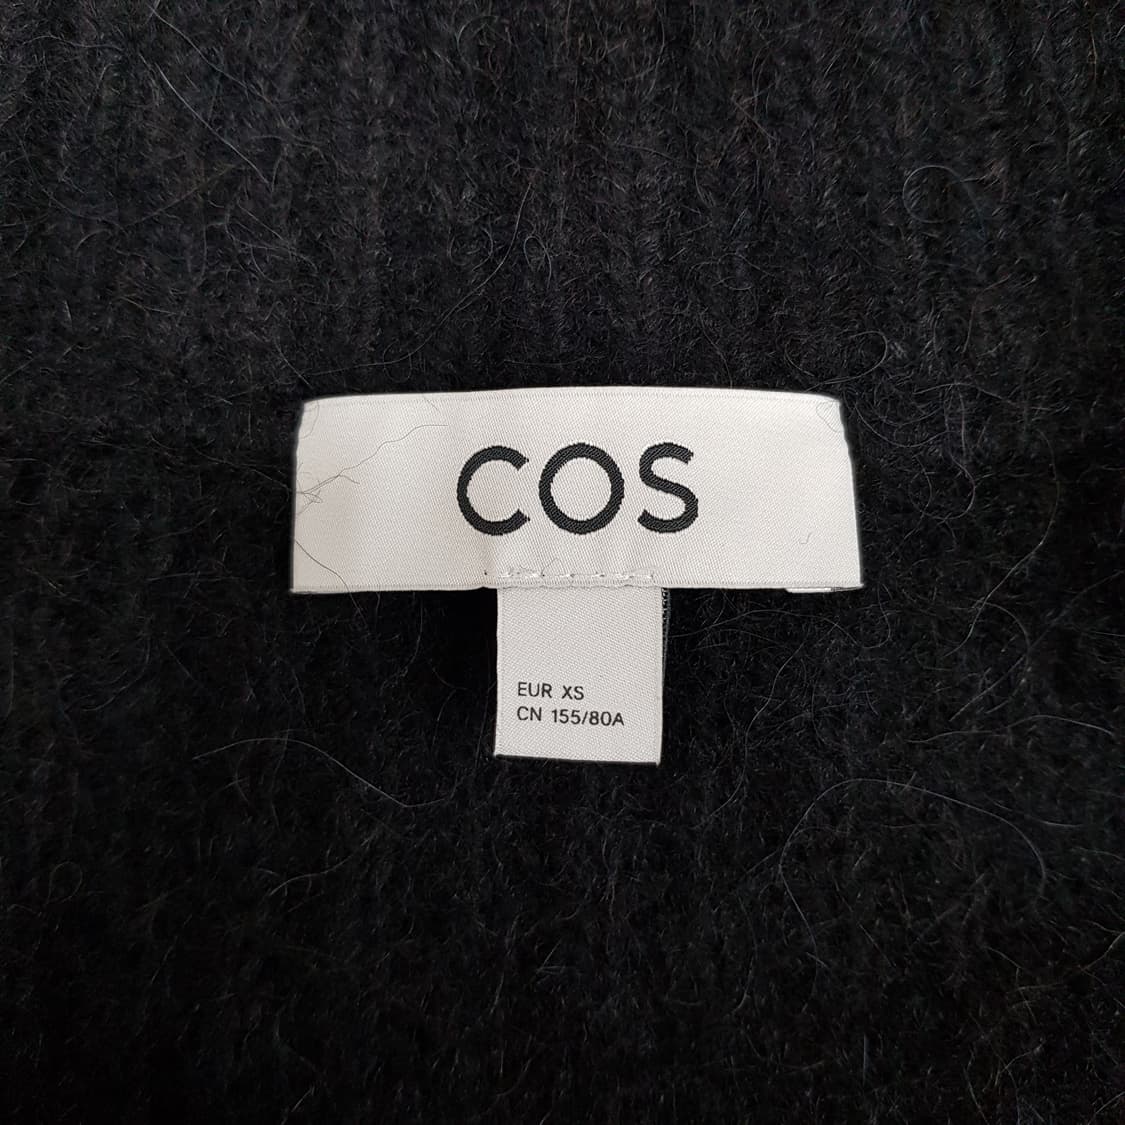 COS
EUR XS
CN 155/80A